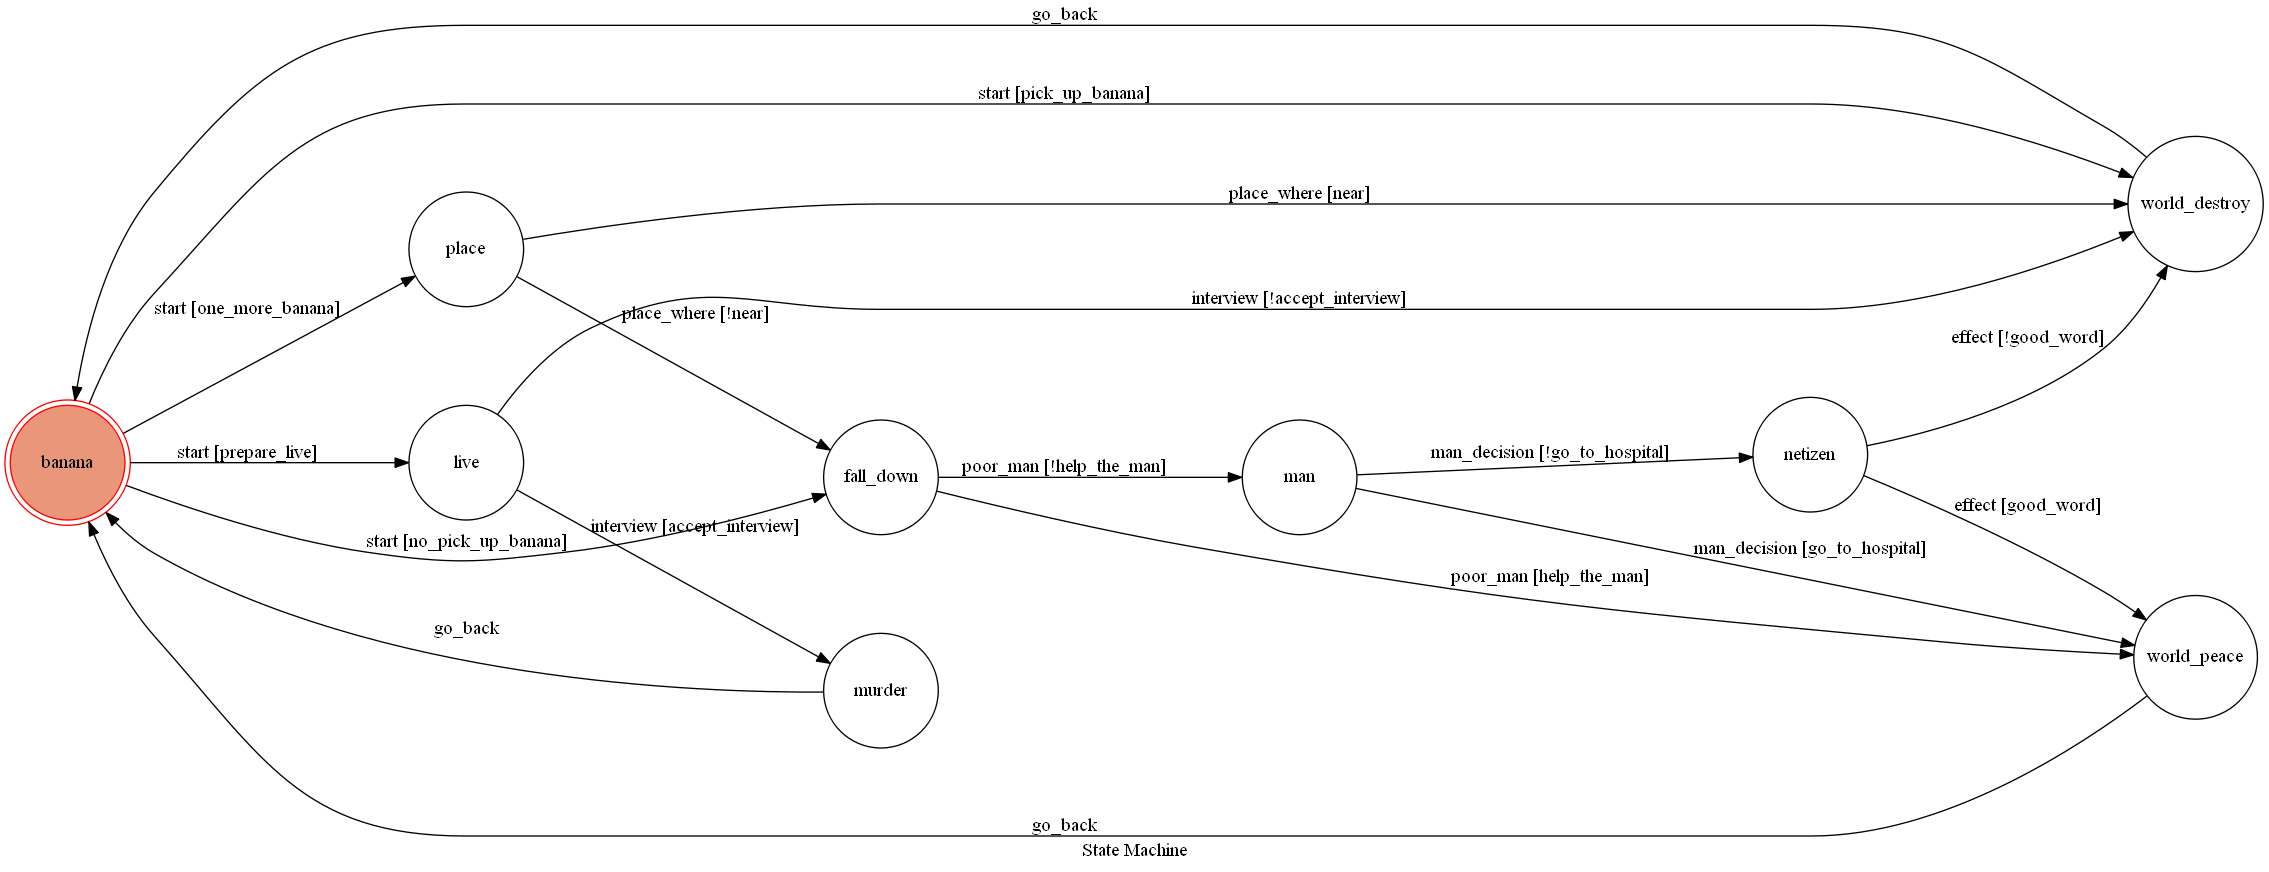 go_back
start [pick_up_banana]
place_where [near]
world_destroy
place
interview [!accept_interview]
start [one_more_banana]
place_where [!near]
effect [!good_word]
start [prepare_live]
man_decision [!go_to_hospital]
netizen
banana
live
poor_man [!help_the_man]
fall_down
man
effect [good_word]
interview [accept_interview]
start [no_pick_up_banana]
man_decision [go_to_hospital]
poor_man [help_the_man]
go_back
world_peace
murder
go_back
State Machine